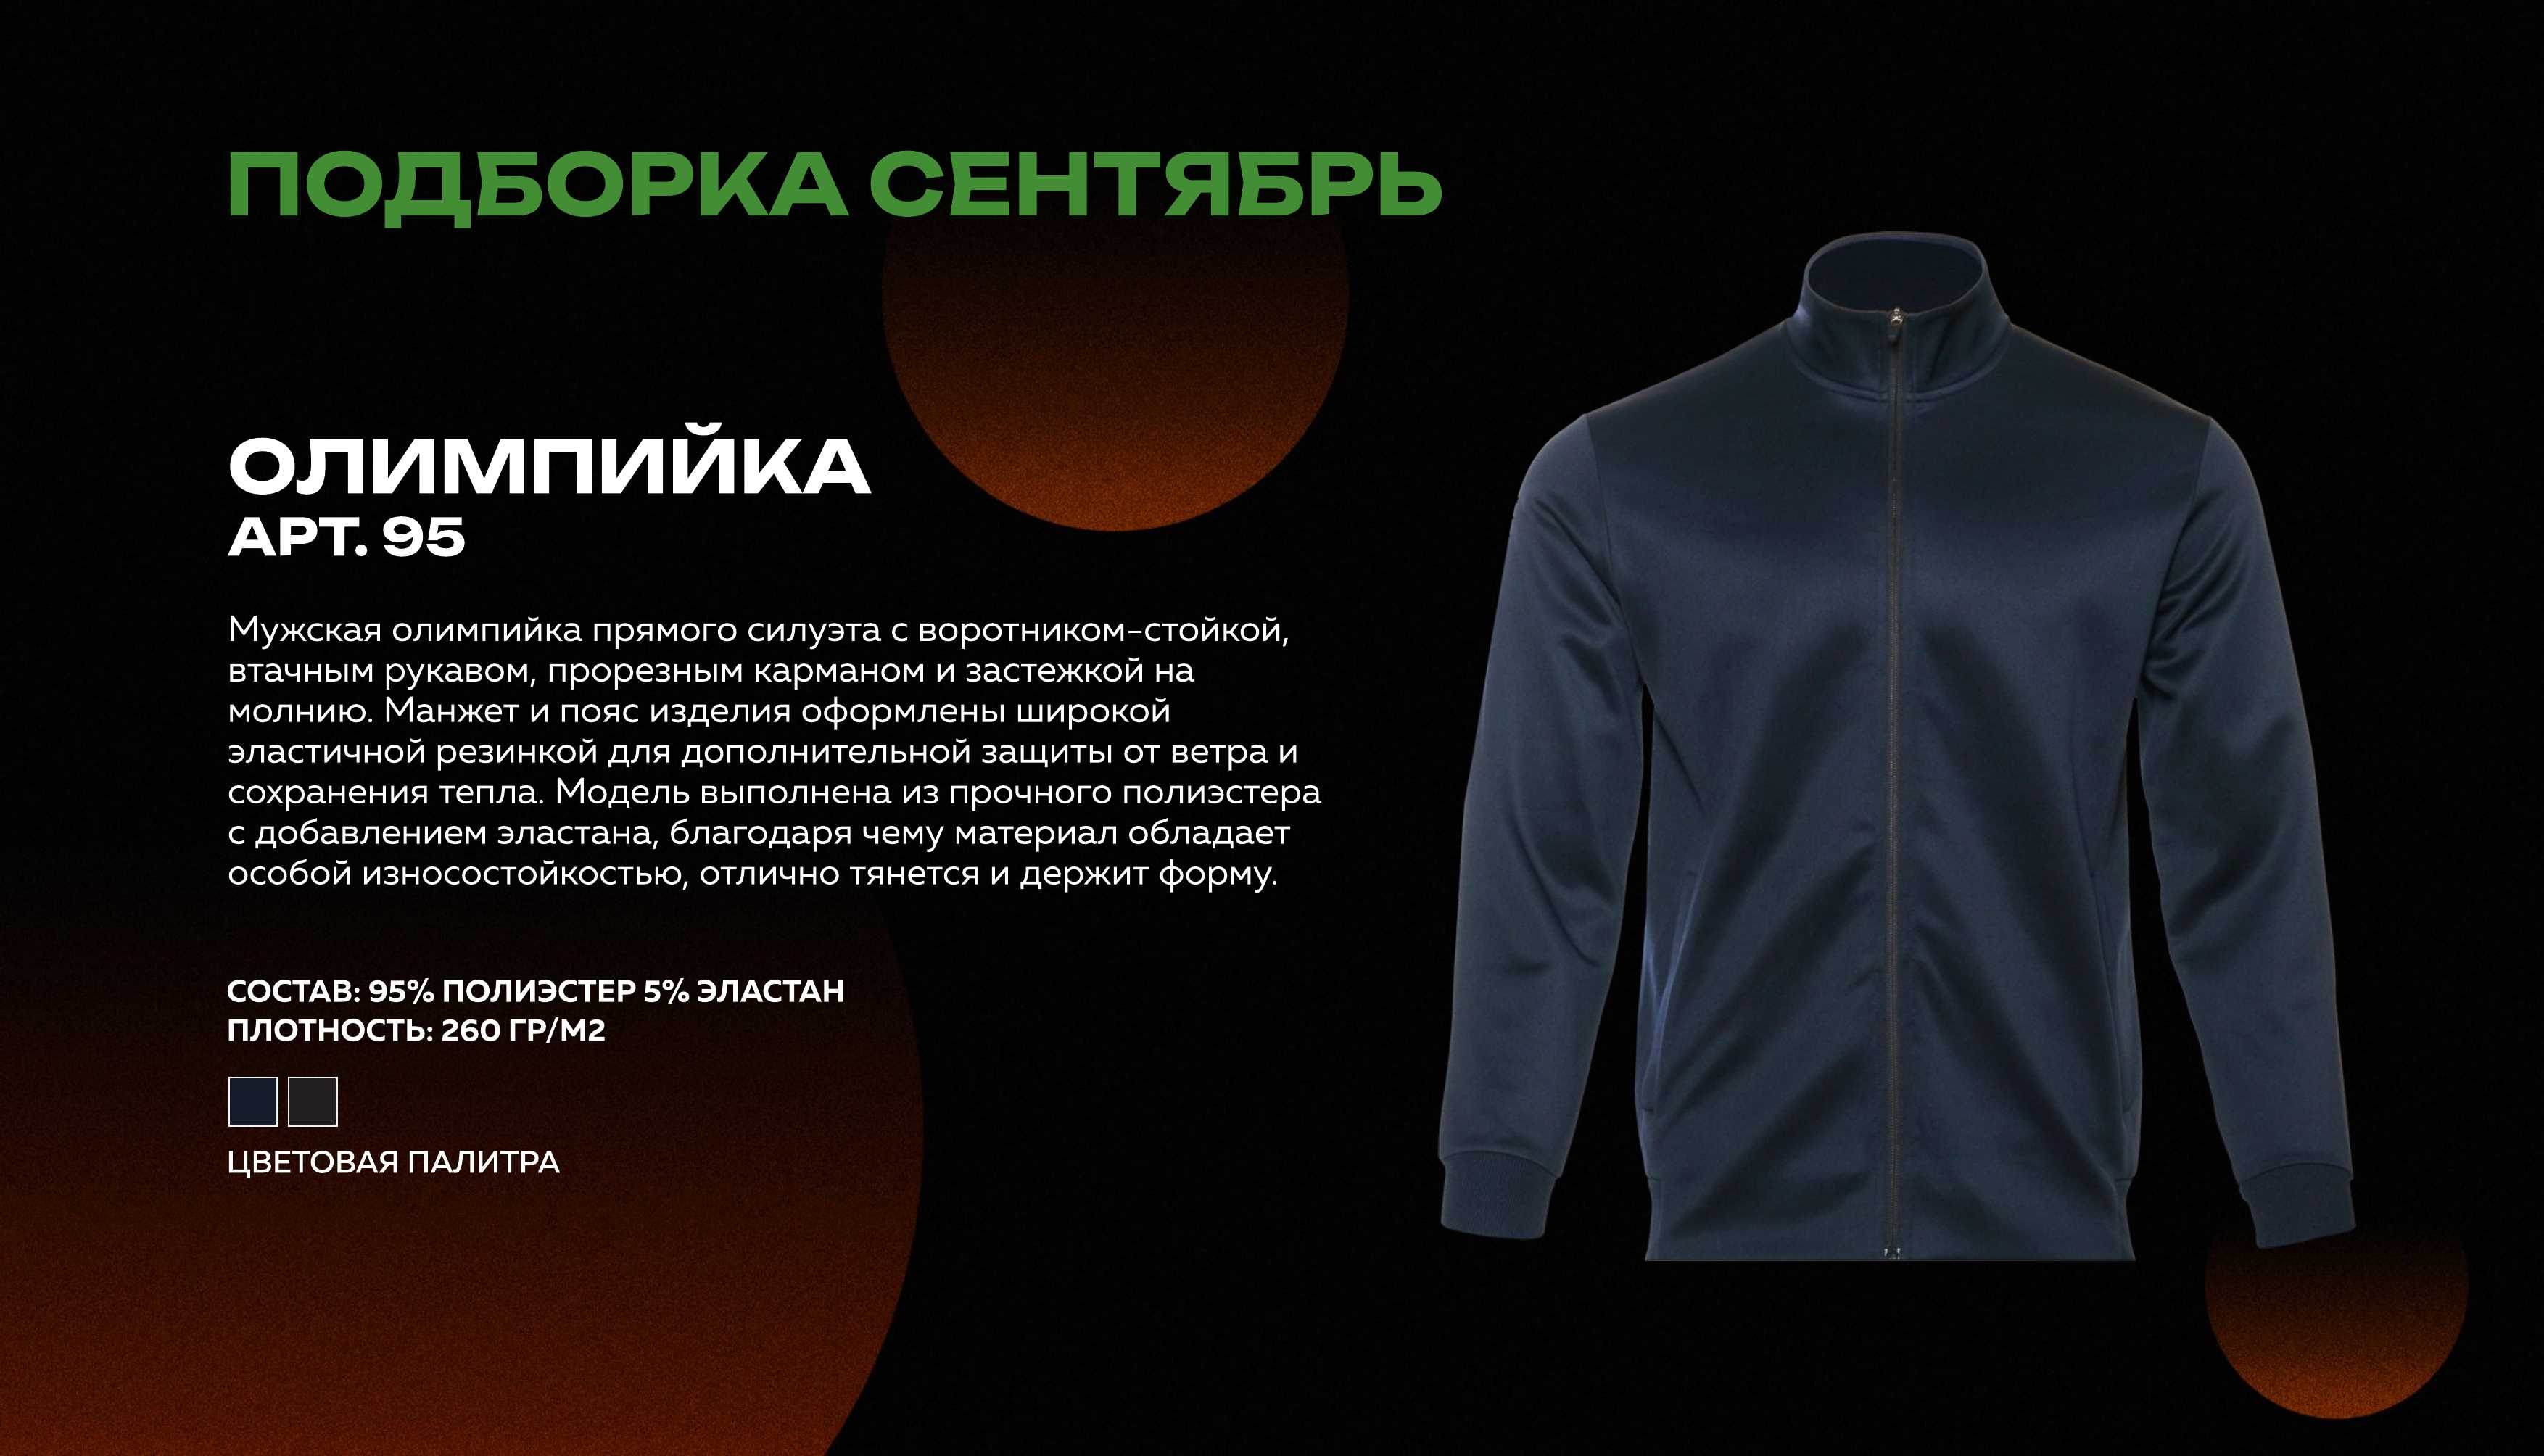 ПОДБОРКА СЕНТЯБРЬ
ОЛИМПИЙКА
АРТ. 95
Мужская олимпийка прямого силуэта с воротником-стойкой,
втачным рукавом, прорезным карманом и застежкой на
молнию. Манжет и пояс изделия оформлены широкой
эластичной резинкой для дополнительной защиты от ветра и
сохранения тепла. Модель выполнена из прочного полиэстера
с добавлением эластана, благодаря чему материал обладает
особой износостойкостью, отлично тянется и держит форму.
СОСТАВ: 95% ПОЛИЭСТЕР 5% ЭЛАСТАН
ПЛОТНОСТЬ: 260 ГР/М2
ЦВЕТОВАЯ ПАЛИТРА